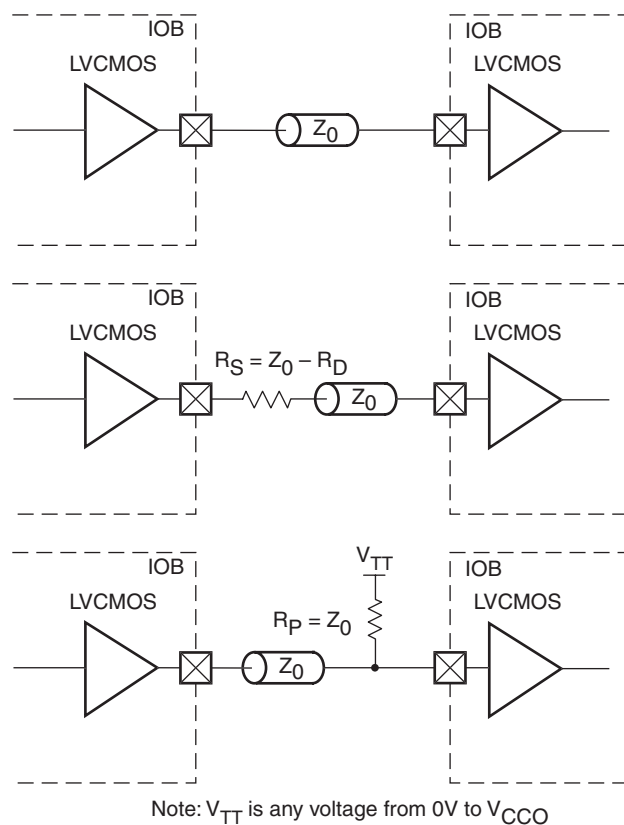 IOB
IOB
LVCMOS
LVCMOS
Z0
IOB
IOB
LVCMOS
LVCMOS
RS = Z0 – RD
Z0
IOB
VTT
IOB
LVCMOS
LVCMOS
RP = Z0
Z0
Note: VTT is any voltage from 0V to VCCO